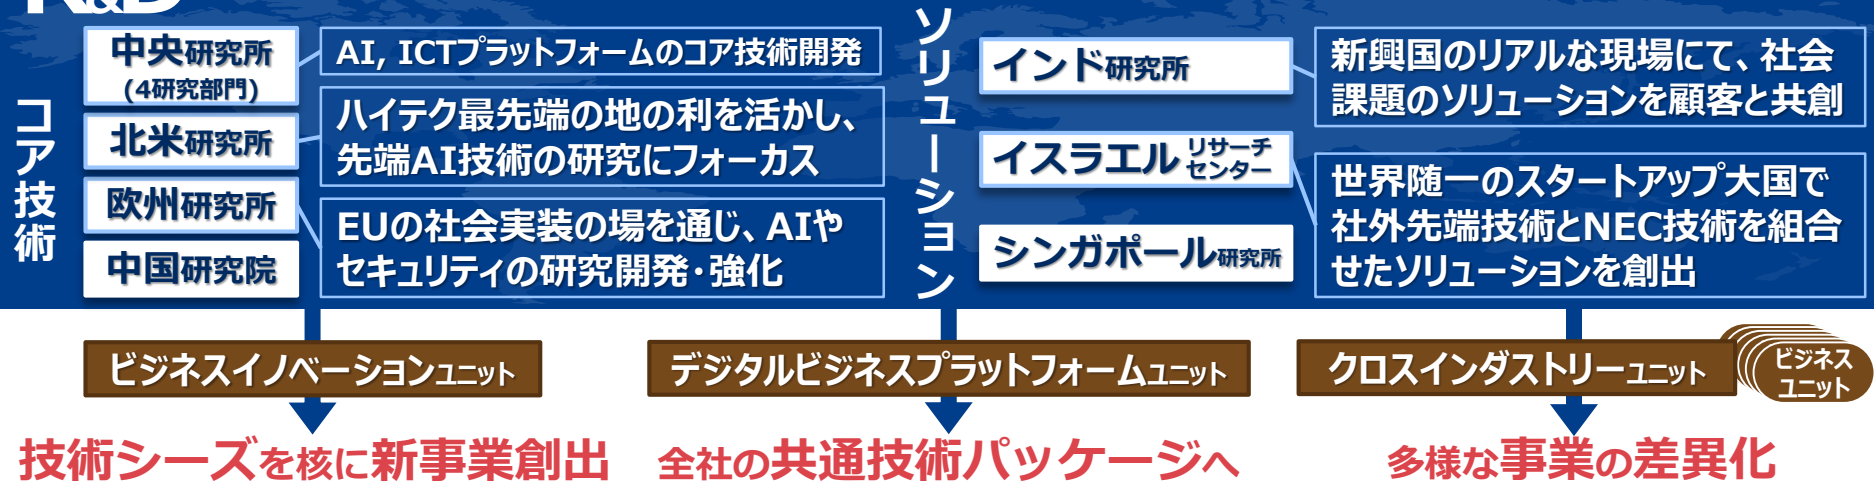 R&D
コア技術
中央研究所
(4研究部門)
AI, ICTプラットフォームのコア技術開発
北米研究所
ハイテク最先端の地の利を活かし、
先端AI技術の研究にフォーカス
欧州研究所
EUの社会実装の場を通じ、AIや
セキュリティの研究開発・強化
中国研究院
ソリューション
インド研究所
新興国のリアルな現場にて、社会
課題のソリューションを顧客と共創
イスラエル リサーチ
センター
世界随一のスタートアップ大国で
社外先端技術とNEC技術を組合
せたソリューションを創出
シンガポール研究所
ビジネスイノベーションユニット
デジタルビジネスプラットフォームユニット
クロスインダストリーユニット
ビジネス
ユニット
技術シーズを核に新事業創出
全社の共通技術パッケージへ
多様な事業の差異化